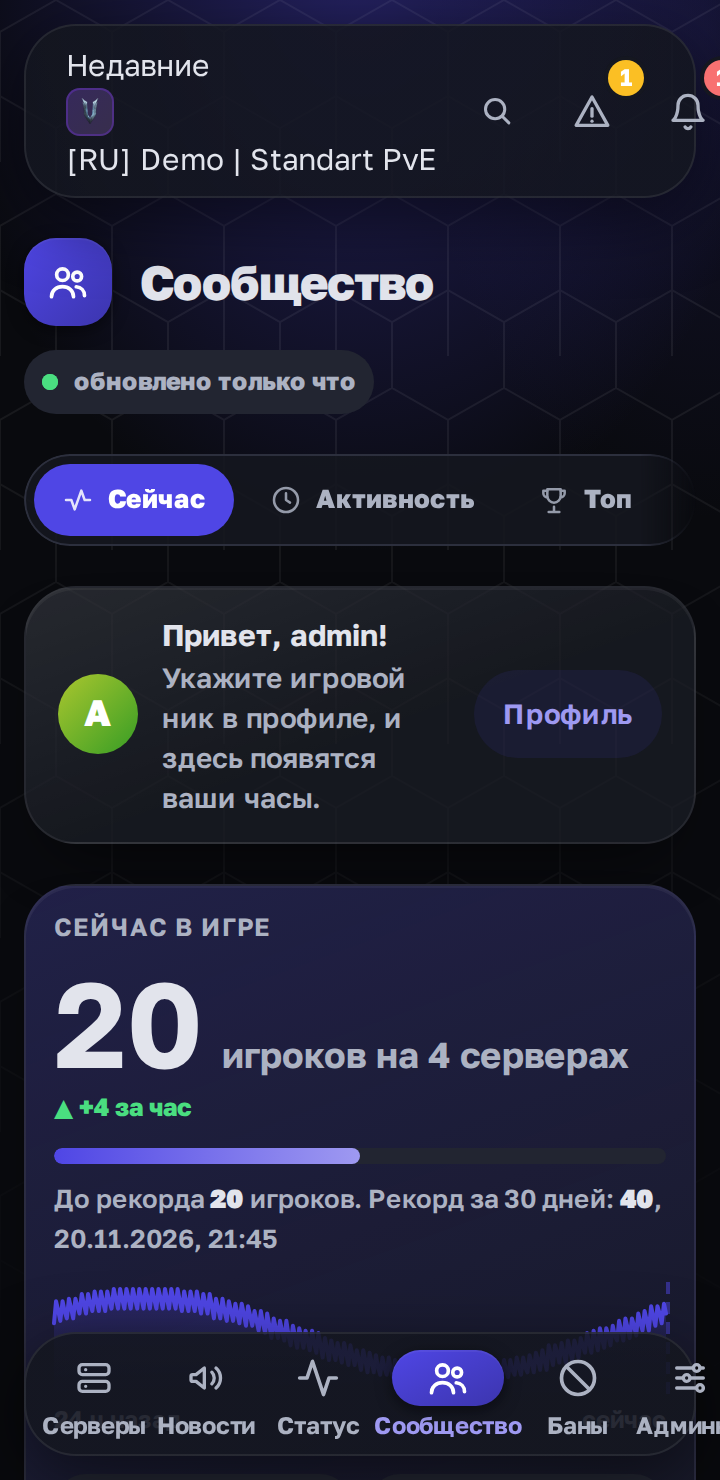 Недавние
1
[RU] Demo | Standart PvE
Сообщество
обновлено только что
Сейчас
Активность
Топ
Привет, admin!
A
Укажите игровой
ник в профиле, и
здесь появятся
ваши часы.
Профиль
СЕЙЧАС В ИГРЕ
20 игроков на 4 серверах
▲ +4 за час
До рекорда 20 игроков. Рекорд за 30 дней: 40,
20.11.2026, 21:45
Серверы
Новости
Статус
Сообщество
Баны